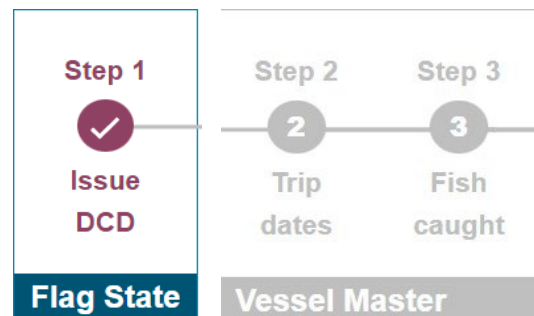 Step 1
Issue
DCD
Flag State
Step 2
2
Trip
dates
Step 3
3
Fish
caught
Vessel Master